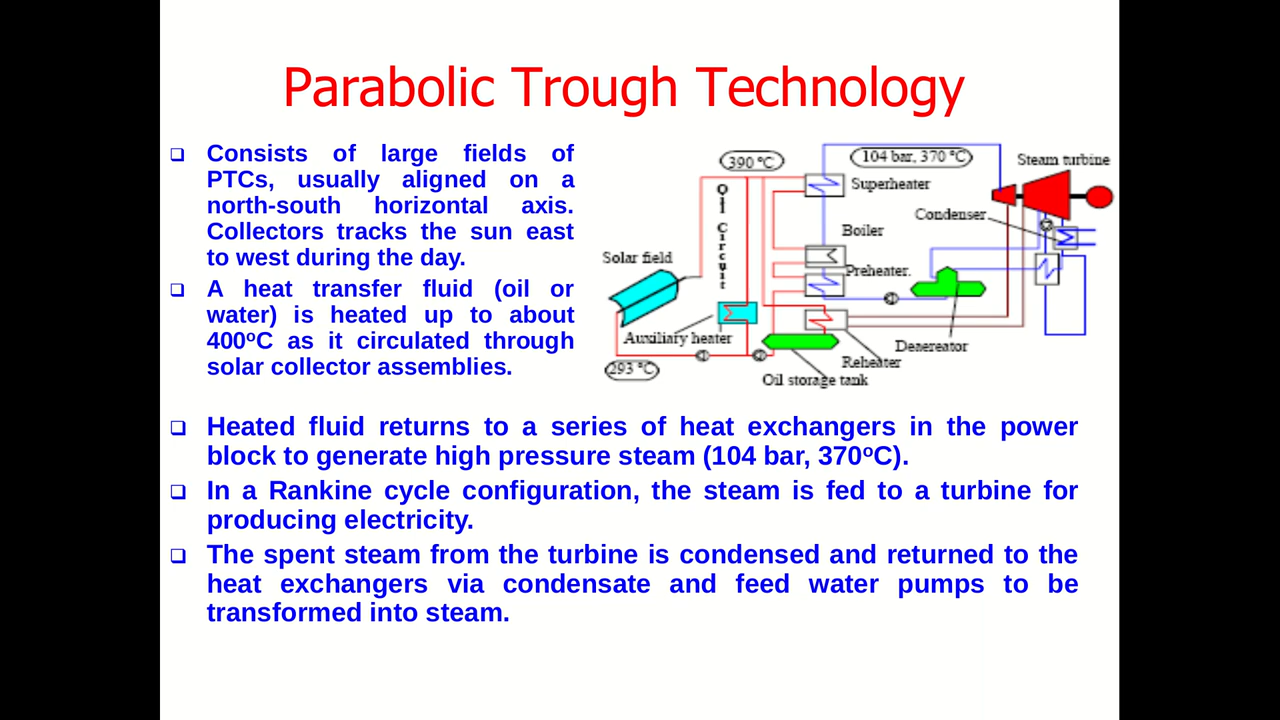 Parabolic Trough Technology
❑ Consists of large fields of
PTCs, usually aligned on a
north-south horizontal axis.
Collectors tracks the sun east
to west during the day.
❑ A heat transfer fluid (oil or
water) is heated up to about
400ºC as it circulated through
solar collector assemblies.
390 °C
104 bar, 370 °C
Steam turbine
Superheater
Oil Circuit
Condenser
Boiler
Solar field
Preheater.
Auxiliary heater
Deaereator
Reheater
293 °C
Oil storage tank
❑ Heated fluid returns to a series of heat exchangers in the power
block to generate high pressure steam (104 bar, 370ºC).
❑ In a Rankine cycle configuration, the steam is fed to a turbine for
producing electricity.
❑ The spent steam from the turbine is condensed and returned to the
heat exchangers via condensate and feed water pumps to be
transformed into steam.